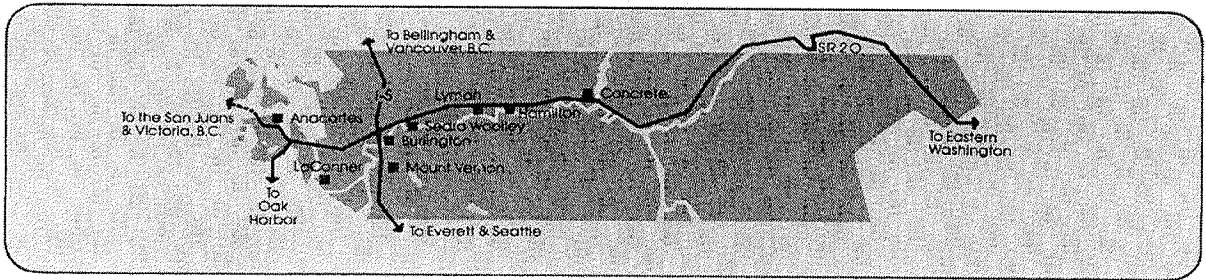 To Bellingham &
Vancouver, B.C.
SR 20
I-5
Lyman
Concrete
Hamilton
To the San Juans
& Victoria, B.C.
Anacortes
Sedro Woolley
Burlington
To Eastern
Washington
LaConner
Mount Vernon
To
Oak
Harbor
To Everett & Seattle